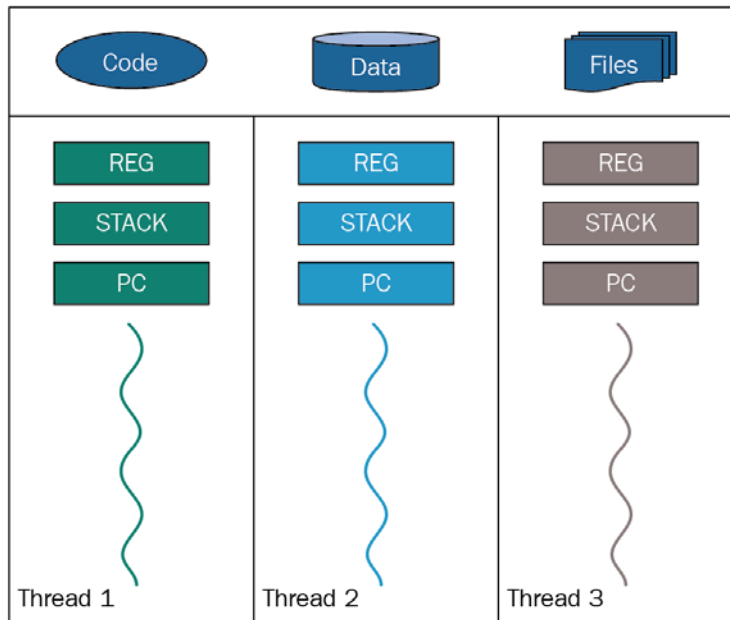 Code
Data
Files
REG
STACK
PC
Thread 1
REG
STACK
PC
Thread 2
REG
STACK
PC
Thread 3